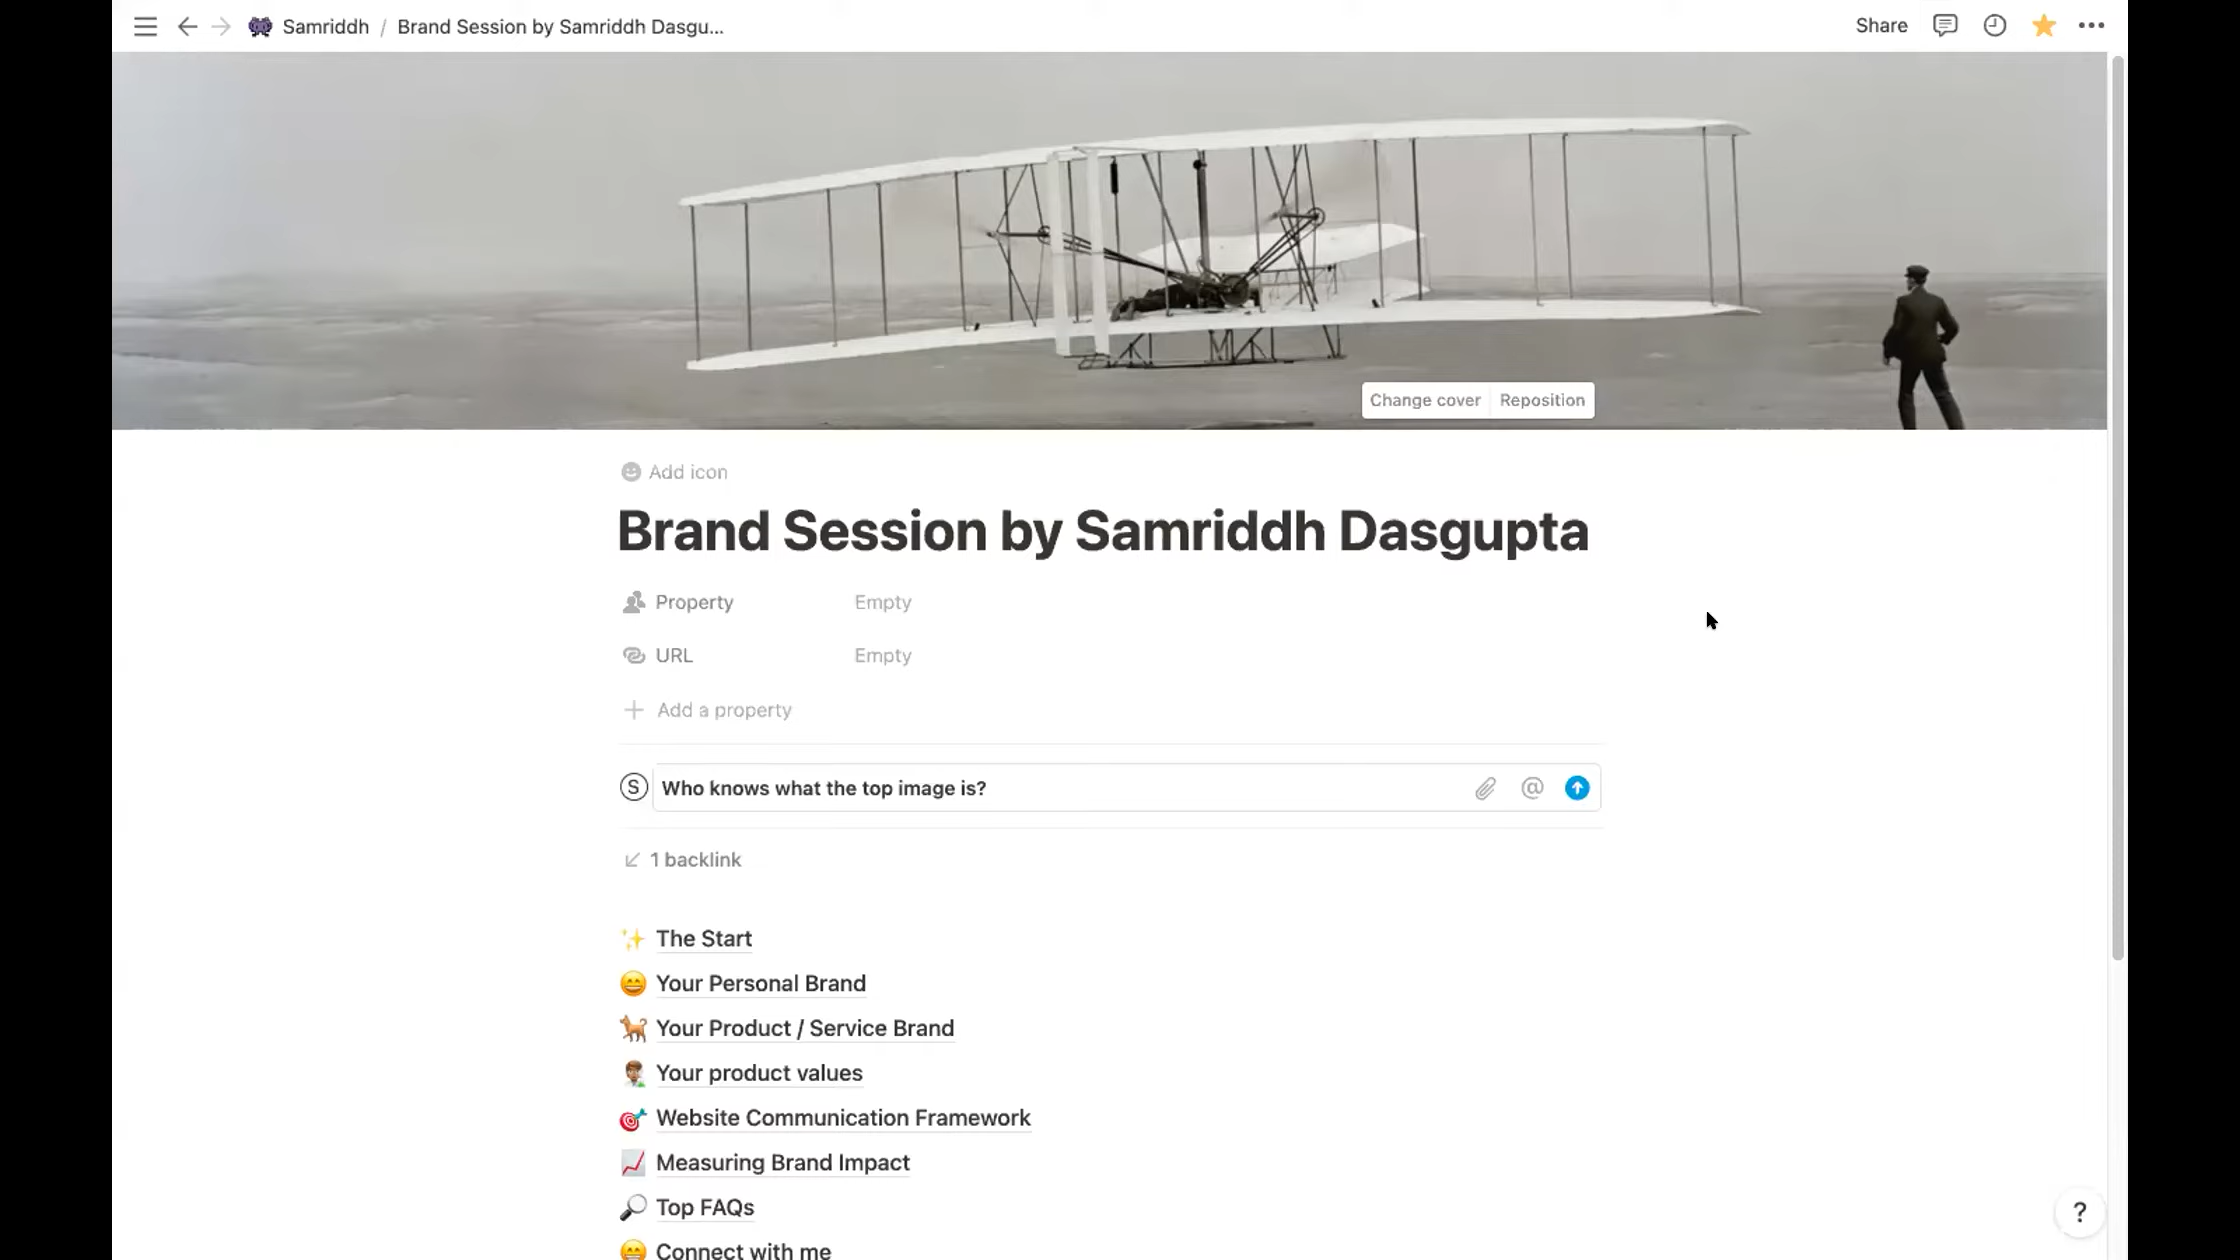 Samriddh / Brand Session by Samriddh Dasgu...
Share
Change cover
Reposition
Add icon
Brand Session by Samriddh Dasgupta
Property Empty
URL Empty
Add a property
S Who knows what the top image is? @
1 backlink
The Start
Your Personal Brand
Your Product / Service Brand
Your product values
Website Communication Framework
Measuring Brand Impact
Top FAQs
Connect with me
?